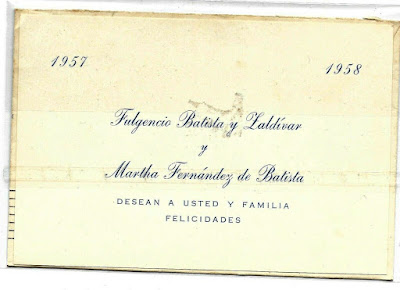 1957 1958
Fulgencio Batista y Zaldívar
y
Martha Fernández de Batista
DESEAN A USTED Y FAMILIA
FELICIDADES